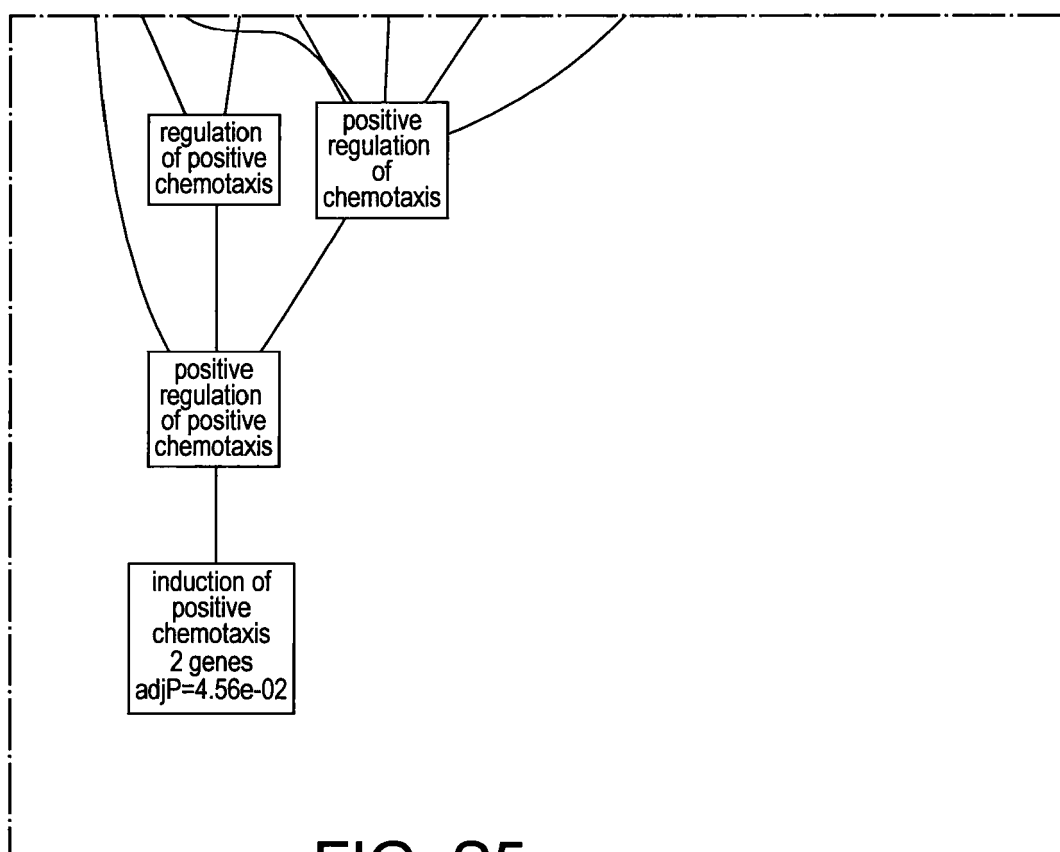 regulation
of positive
chemotaxis
positive
regulation
of
chemotaxis
positive
regulation
of positive
chemotaxis
induction of
positive
chemotaxis
2 genes
adjP=4.56e-02